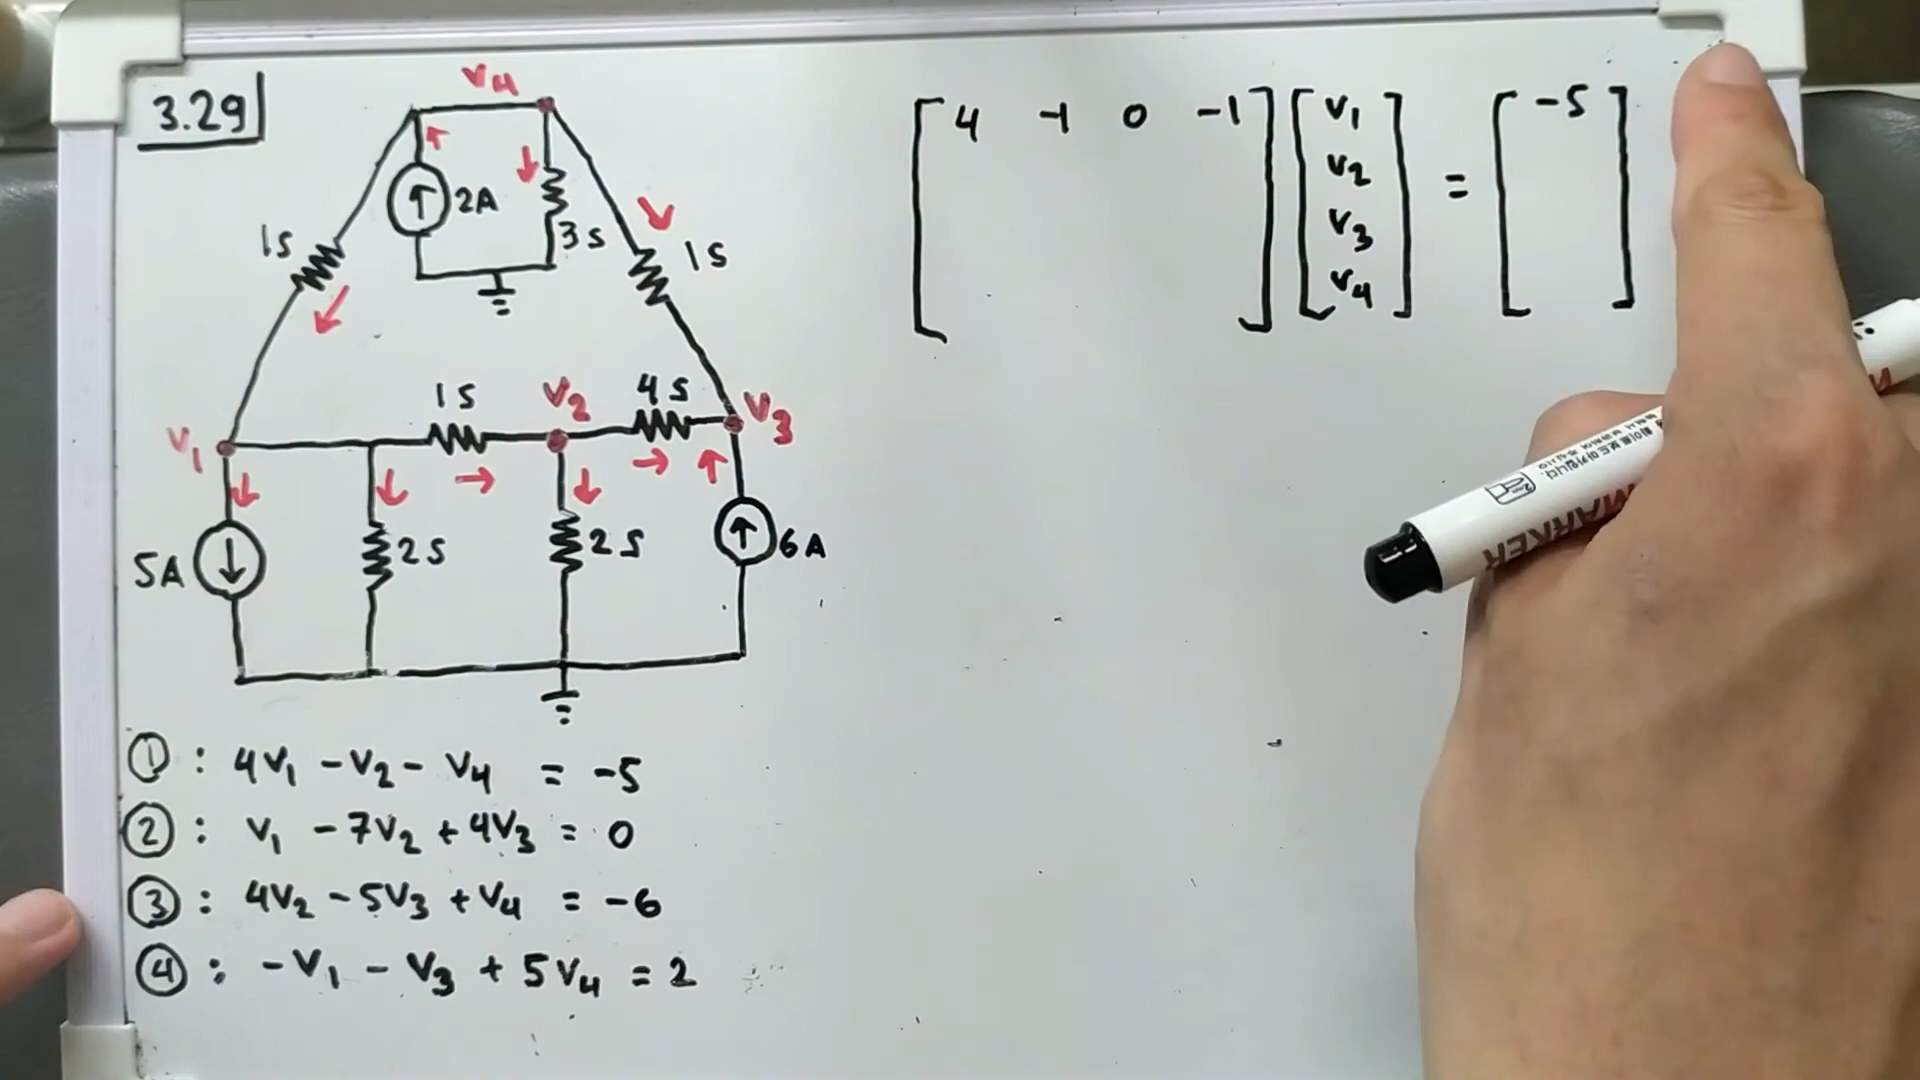 3.29
V4
2A
3s
1s
1s
1s
V2
4s
V3
V1
5A
2s
2s
6A
① : 4V1 - V2 - V4 = -5
② : V1 - 7V2 + 4V3 = 0
③ : 4V2 - 5V3 + V4 = -6
④ : -V1 - V3 + 5V4 = 2
4 -1 0 -1
V1
V2
V3
V4
=
-5
MARKER